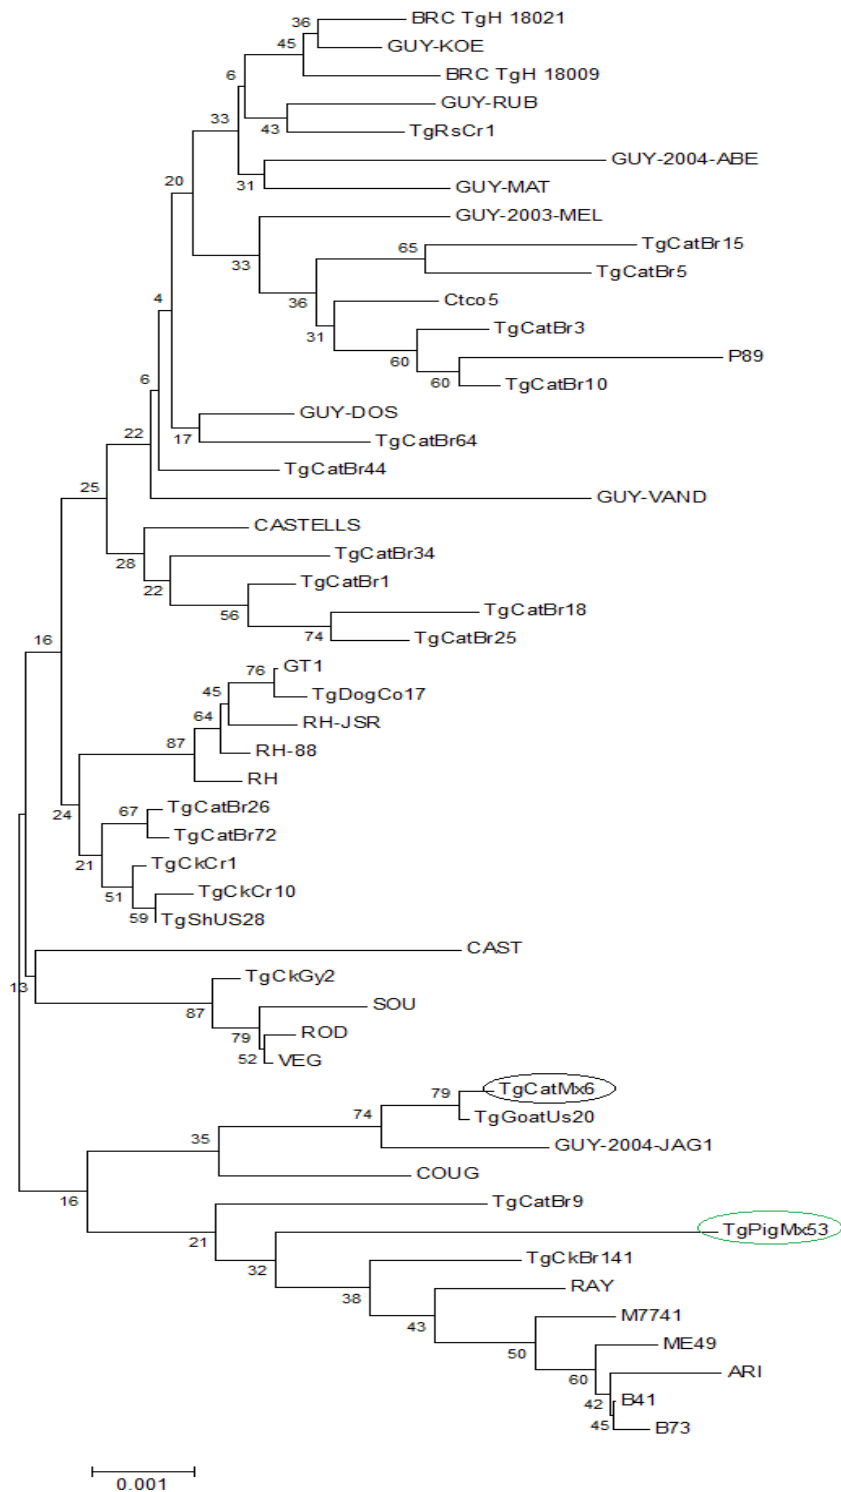 BRC TgH 18021
36
GUY-KOE
45
BRC TgH 18009
6
GUY-RUB
33
43
TgRsCr1
GUY-2004-ABE
20
31
GUY-MAT
GUY-2003-MEL
65
TgCatBr15
33
TgCatBr5
4
36
Ctco5
31
TgCatBr3
60
P89
6
60
TgCatBr10
GUY-DOS
22
17
TgCatBr64
TgCatBr44
25
GUY-VAND
CASTELLS
28
TgCatBr34
22
TgCatBr1
56
TgCatBr18
16
74
TgCatBr25
76
GT1
45
TgDogCo17
64
RH-JSR
87
RH-88
RH
24
67
TgCatBr26
TgCatBr72
21
TgCkCr1
51
TgCkCr10
59
TgShUS28
CAST
13
TgCkGy2
87
SOU
79
ROD
52
VEG
79
TgCatMx6
74
TgGoatUs20
35
GUY-2004-JAG1
COUG
16
TgCatBr9
21
TgPigMx53
32
TgCkBr141
38
RAY
43
M7741
50
ME49
60
ARI
42
B41
45
B73
0.001